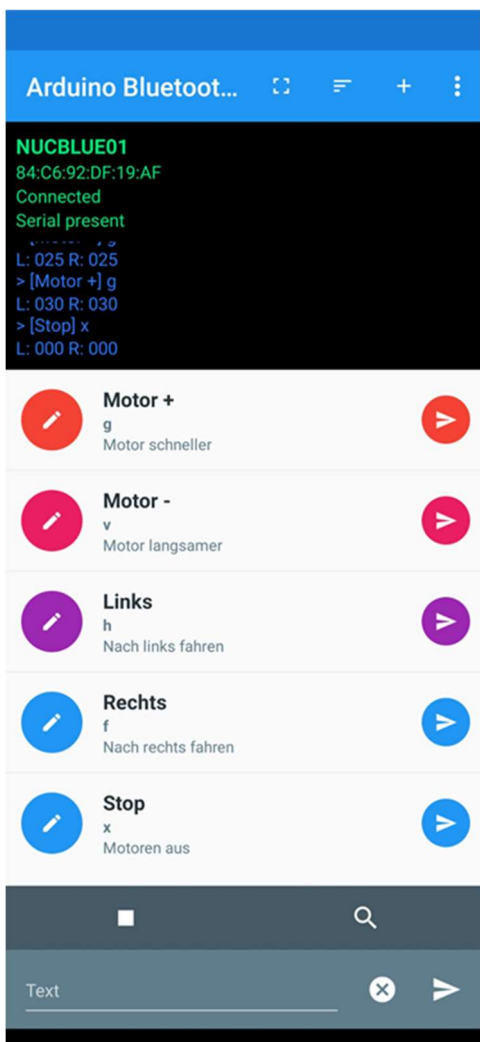 Arduino Bluetoot...
NUCBLUE01
84:C6:92:DF:19:AF
Connected
Serial present
L: 025 R: 025
> [Motor +] g
L: 030 R: 030
> [Stop] x
L: 000 R: 000
Motor +
g
Motor schneller
Motor -
v
Motor langsamer
Links
h
Nach links fahren
Rechts
f
Nach rechts fahren
Stop
x
Motoren aus
Text